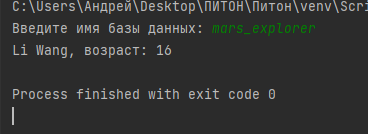 C:\Users\Андрей\Desktop\ПИТОН\Питон\venv\Scri
Введите имя базы данных: mars_explorer
Li Wang, возраст: 16
Process finished with exit code 0